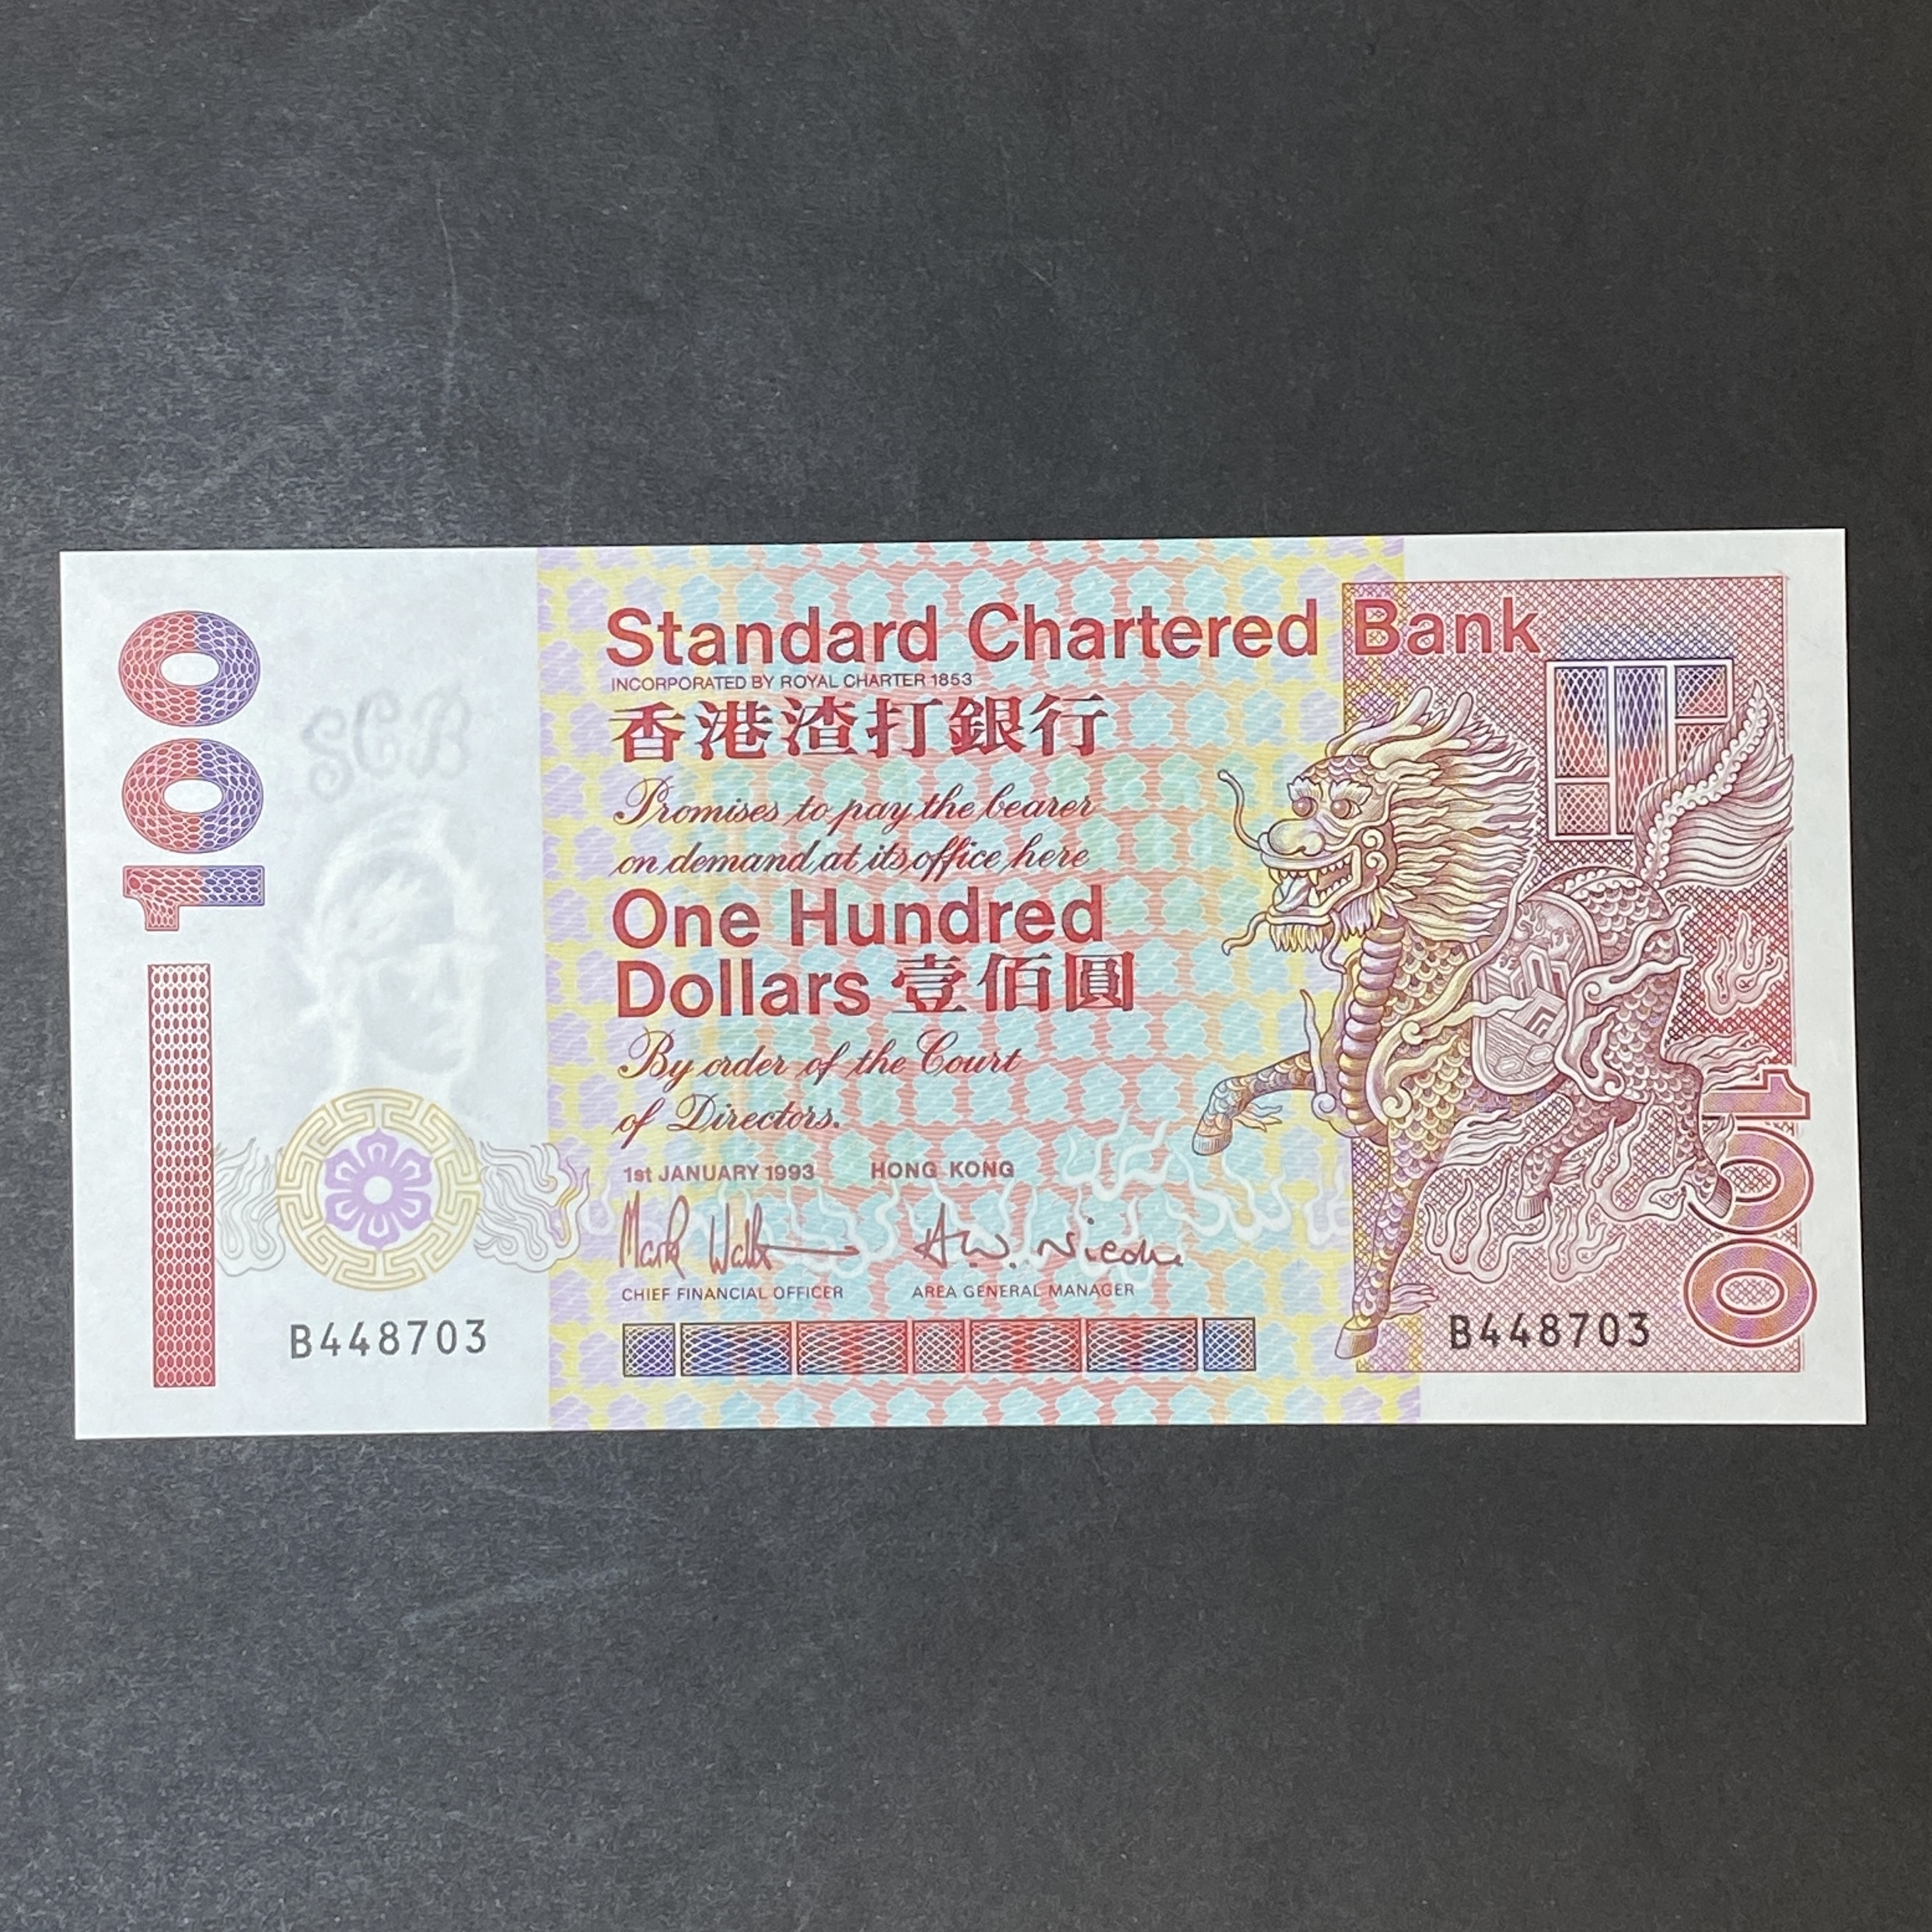 100
SCB
Standard Chartered Bank
INCORPORATED BY ROYAL CHARTER 1853
香港渣打銀行
Promises to pay the bearer
on demand at its office here
One Hundred
Dollars 壹佰圓
By order of the Court
of Directors.
1st JANUARY 1993 HONG KONG
CHIEF FINANCIAL OFFICER AREA GENERAL MANAGER
B448703
B448703
100